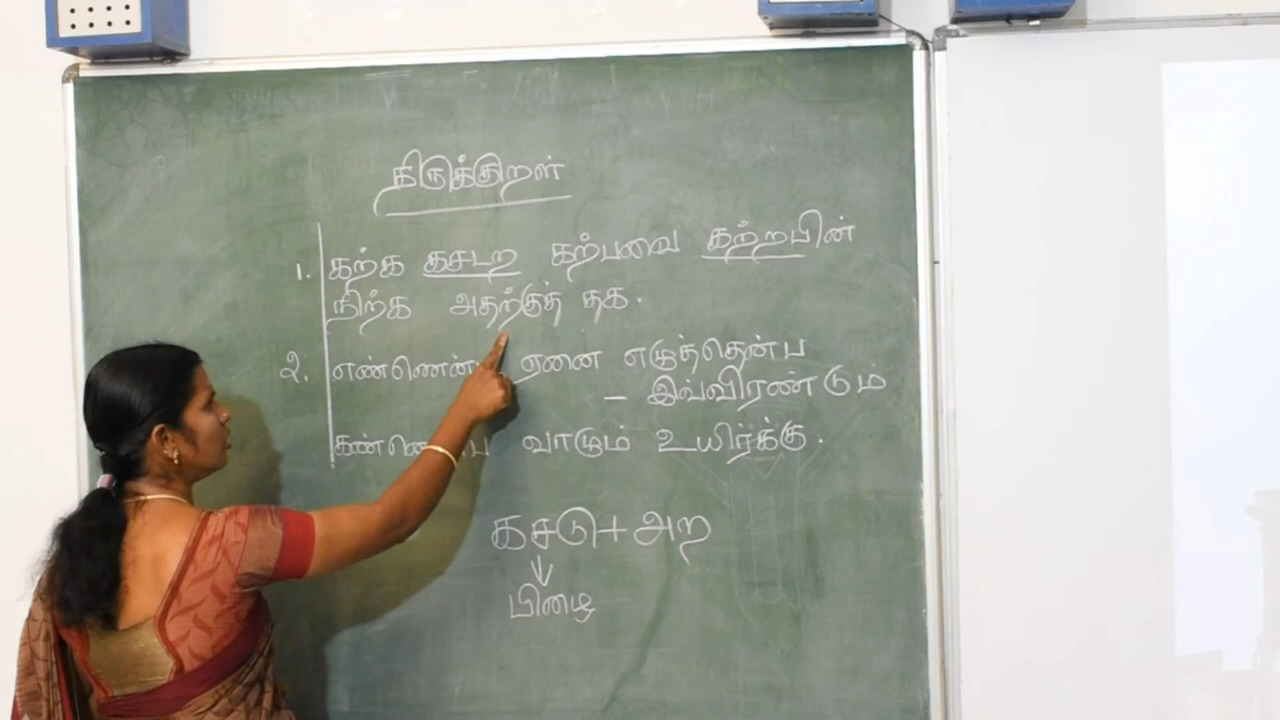 திருக்குறள்
1. கற்க கசடற கற்பவை கற்றபின்
நிற்க அதற்குத் தக.
2. எண்ணென்ப ஏனை எழுத்தென்ப
- இவ்விரண்டும்
கண்ணென்ப வாழும் உயிர்க்கு.
கசடு+அற
பிழை